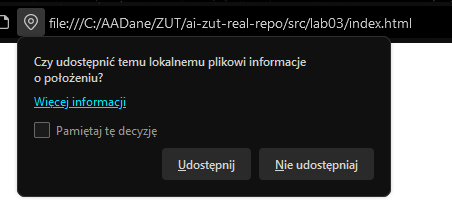 file:///C:/AADane/ZUT/ai-zut-real-repo/src/lab03/index.html
Czy udostępnić temu lokalnemu plikowi informacje
o położeniu?
Więcej informacji
Pamiętaj tę decyzję
Udostępnij
Nie udostępniaj